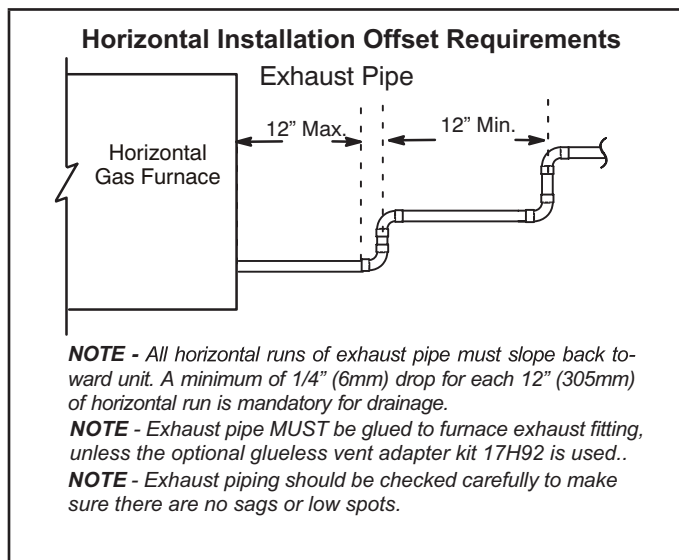 Horizontal Installation Offset Requirements
Exhaust Pipe
12” Max.
12” Min.
Horizontal
Gas Furnace
NOTE - All horizontal runs of exhaust pipe must slope back to-
ward unit. A minimum of 1/4” (6mm) drop for each 12” (305mm)
of horizontal run is mandatory for drainage.
NOTE - Exhaust pipe MUST be glued to furnace exhaust fitting,
unless the optional glueless vent adapter kit 17H92 is used..
NOTE - Exhaust piping should be checked carefully to make
sure there are no sags or low spots.